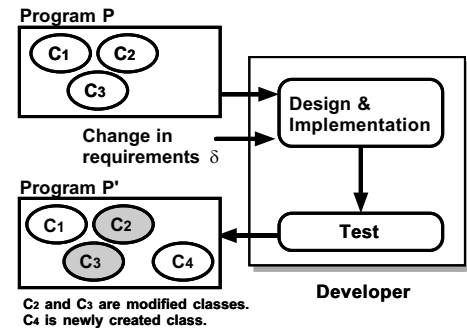 Program P
C1
C2
C3
Design &
Implementation
Change in
requirements δ
Program P'
C1
C2
C3
C4
Test
Developer
C2 and C3 are modified classes.
C4 is newly created class.